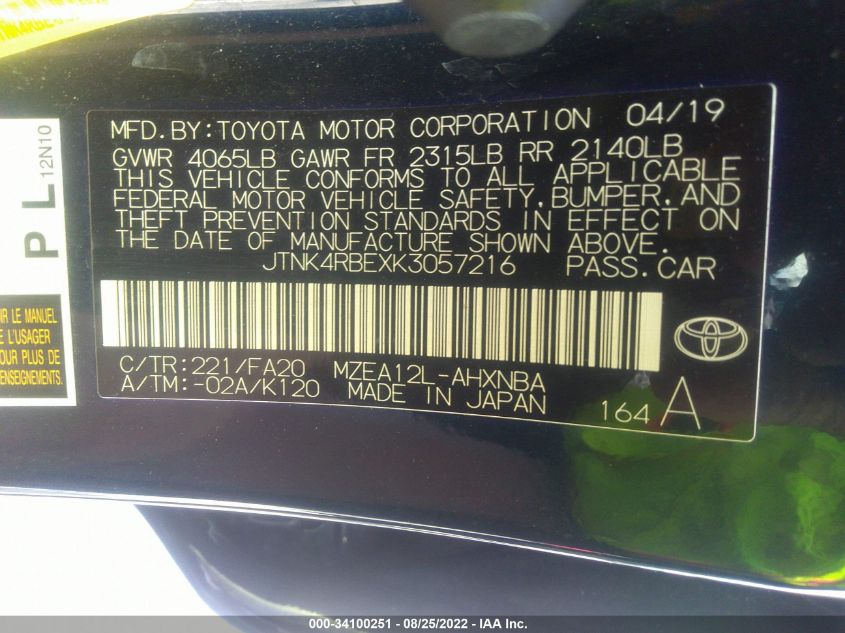 MFD. BY: TOYOTA MOTOR CORPORATION 04/19
GVWR 4065LB GAWR FR 2315LB RR 2140LB
THIS VEHICLE CONFORMS TO ALL APPLICABLE
FEDERAL MOTOR VEHICLE SAFETY, BUMPER, AND
THEFT PREVENTION STANDARDS IN EFFECT ON
THE DATE OF MANUFACTURE SHOWN ABOVE.
JTNK4RBEXK3057216 PASS. CAR
C/TR: 221/FA20 MZEA12L-AHXNBA
A/TM: -02A/K120 MADE IN JAPAN
164 A
P L
12N10
LE MANUEL
L'USAGER
POUR PLUS DE
RENSEIGNEMENTS.
000-34100251 - 08/25/2022 - IAA Inc.